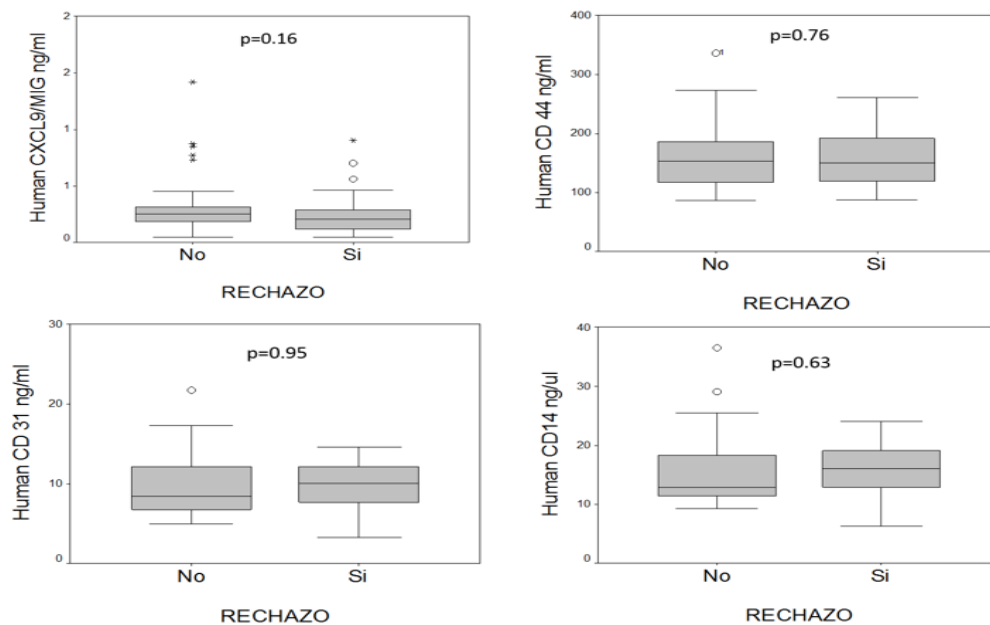 Human CXCL9/MIG ng/ml
2
2
1
1
0
p=0.16
No
Si
RECHAZO
Human CD 44 ng/ml
400
300
200
100
0
p=0.76
No
Si
RECHAZO
Human CD 31 ng/ml
30
20
10
0
p=0.95
No
Si
RECHAZO
Human CD14 ng/ul
40
30
20
10
0
p=0.63
No
Si
RECHAZO